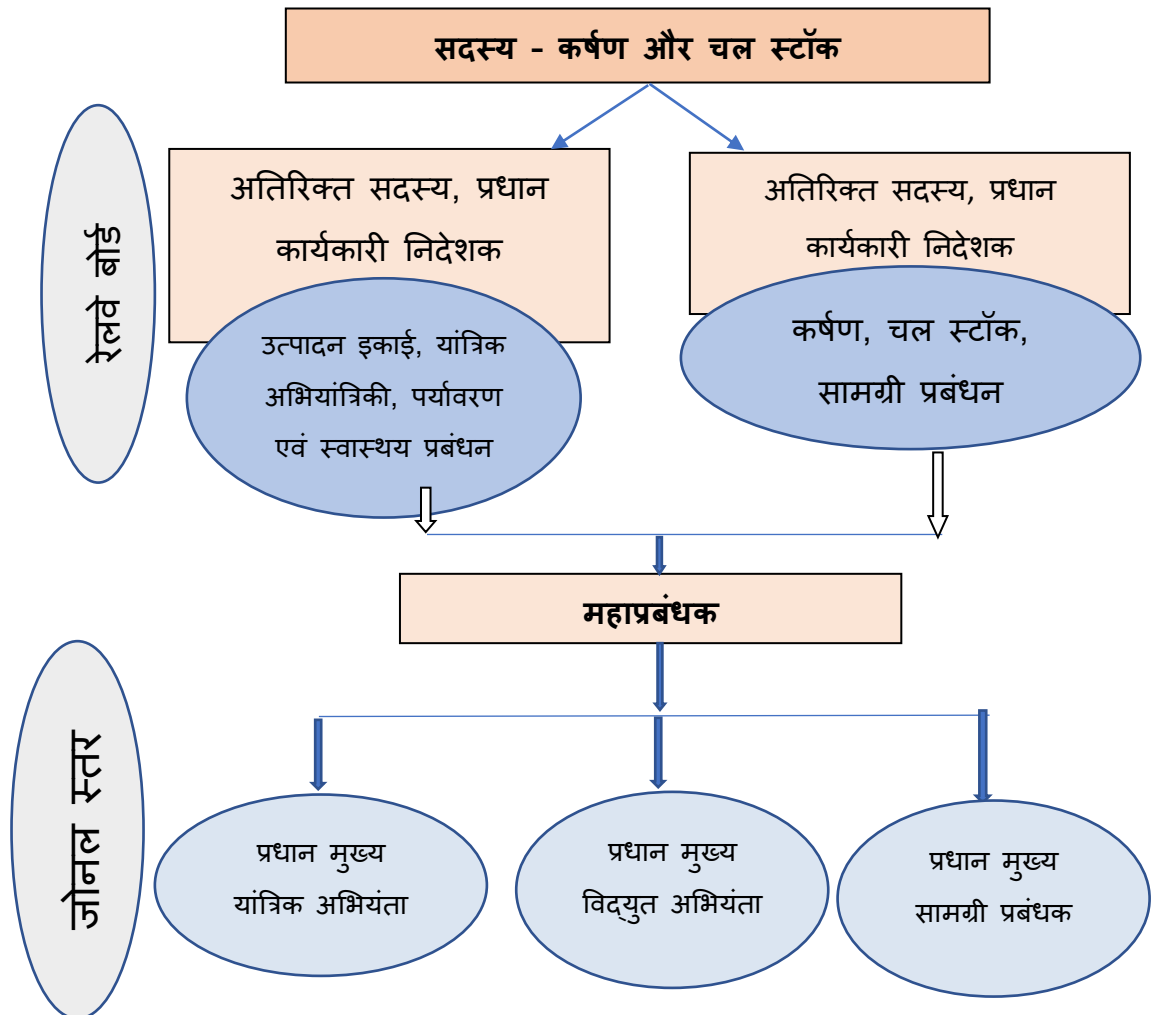 सदस्य – कर्षण और चल स्टॉक
रेलवे बोर्ड
अतिरिक्त सदस्य, प्रधान
कार्यकारी निदेशक
उत्पादन इकाई, यांत्रिक
अभियांत्रिकी, पर्यावरण
एवं स्वास्थय प्रबंधन
अतिरिक्त सदस्य, प्रधान
कार्यकारी निदेशक
कर्षण, चल स्टॉक,
सामग्री प्रबंधन
महाप्रबंधक
जोनल स्तर
प्रधान मुख्य
यांत्रिक अभियंता
प्रधान मुख्य
विद्युत अभियंता
प्रधान मुख्य
सामग्री प्रबंधक